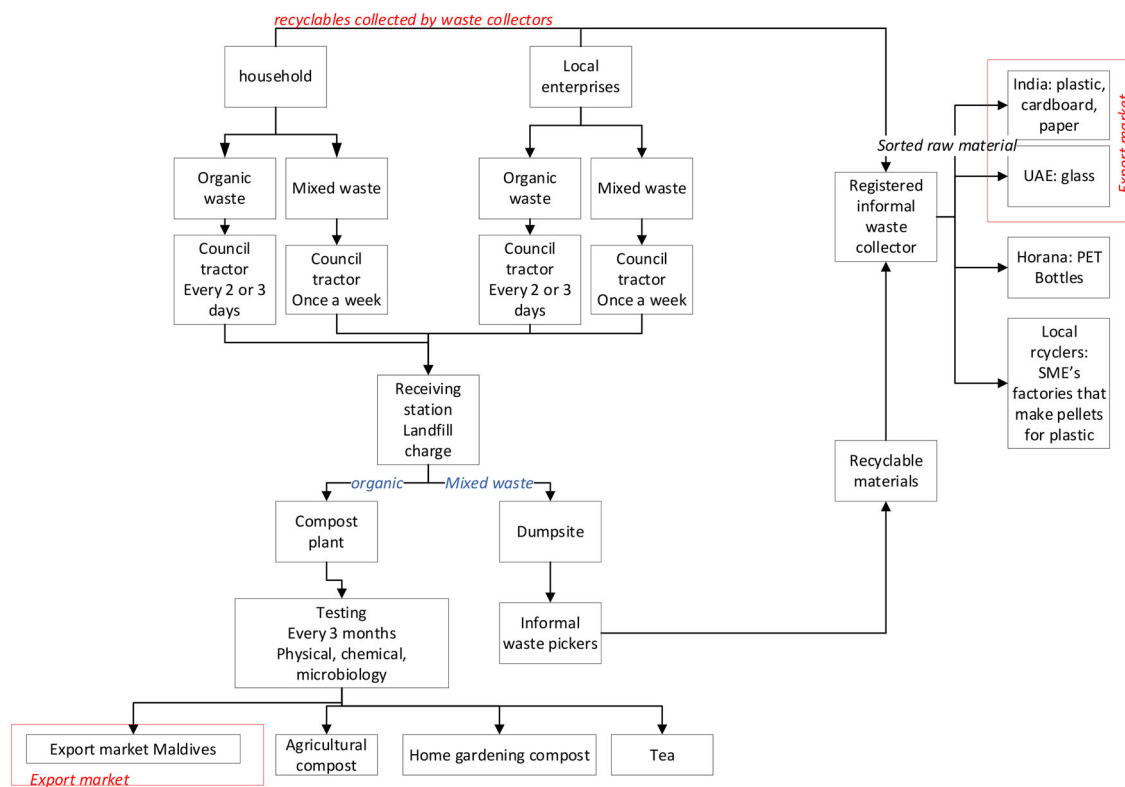 recyclables collected by waste collectors
household
Local
enterprises
India: plastic,
cardboard,
paper
Export market
Sorted raw material
UAE: glass
Organic
waste
Mixed waste
Organic
waste
Mixed waste
Registered
informal
waste
collector
Council
tractor
Every 2 or 3
days
Council
tractor
Once a week
Council
tractor
Every 2 or 3
days
Council
tractor
Once a week
Horana: PET
Bottles
Local
rcyclers:
SME's
factories that
make pellets
for plastic
Receiving
station
Landfill
charge
Recyclable
materials
organic
Mixed waste
Compost
plant
Dumpsite
Testing
Every 3 months
Physical, chemical,
microbiology
Informal
waste pickers
Export market Maldives
Export market
Agricultural
compost
Home gardening compost
Tea